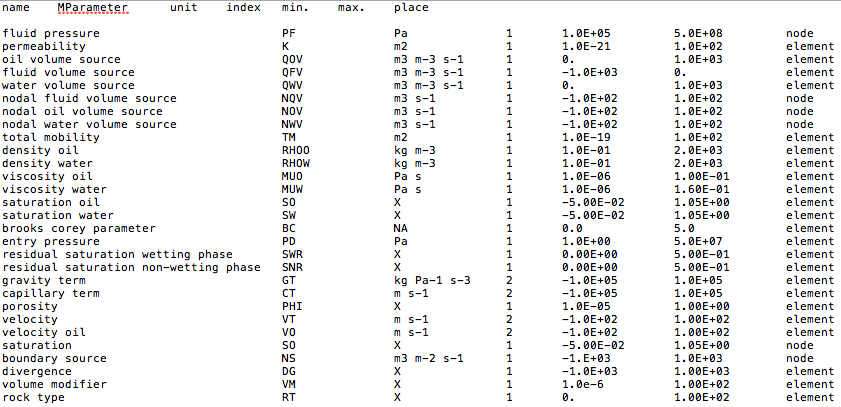 name MParameter unit index min. max. place
fluid pressure PF Pa 1 1.0E+05 5.0E+08 node
permeability K m2 1 1.0E-21 1.0E+02 element
oil volume source QOV m3 m-3 s-1 1 0. 1.0E+03 element
fluid volume source QFV m3 m-3 s-1 1 -1.0E+03 0. element
water volume source QWV m3 m-3 s-1 1 0. 1.0E+03 element
nodal fluid volume source NQV m3 s-1 1 -1.0E+02 1.0E+02 node
nodal oil volume source NOV m3 s-1 1 -1.0E+02 1.0E+02 node
nodal water volume source NWV m3 s-1 1 -1.0E+02 1.0E+02 node
total mobility TM m2 1 1.0E-19 1.0E+02 element
density oil RHOO kg m-3 1 1.0E-01 2.0E+03 element
density water RHOW kg m-3 1 1.0E-01 2.0E+03 element
viscosity oil MUO Pa s 1 1.0E-06 1.00E-01 element
viscosity water MUW Pa s 1 1.0E-06 1.60E-01 element
saturation oil SO X 1 -5.00E-02 1.05E+00 element
saturation water SW X 1 -5.00E-02 1.05E+00 element
brooks corey parameter BC NA 1 0.0 5.0 element
entry pressure PD Pa 1 1.0E+00 5.0E+07 element
residual saturation wetting phase SWR X 1 0.00E+00 5.00E-01 element
residual saturation non-wetting phase SNR X 1 0.00E+00 5.00E-01 element
gravity term GT kg Pa-1 s-3 2 -1.0E+05 1.0E+05 element
capillary term CT m s-1 2 -1.0E+05 1.0E+05 element
porosity PHI X 1 1.0E-05 1.00E+00 element
velocity VT m s-1 2 -1.0E+02 1.00E+02 element
velocity oil VO m s-1 2 -1.0E+02 1.00E+02 element
saturation SO X 1 -5.00E-02 1.05E+00 node
boundary source NS m3 m-2 s-1 1 -1.E+03 1.0E+03 node
divergence DG X 1 -1.0E+03 1.00E+03 element
volume modifier VM X 1 1.0e-6 1.00E+02 element
rock type RT X 1 0. 1.00E+02 element